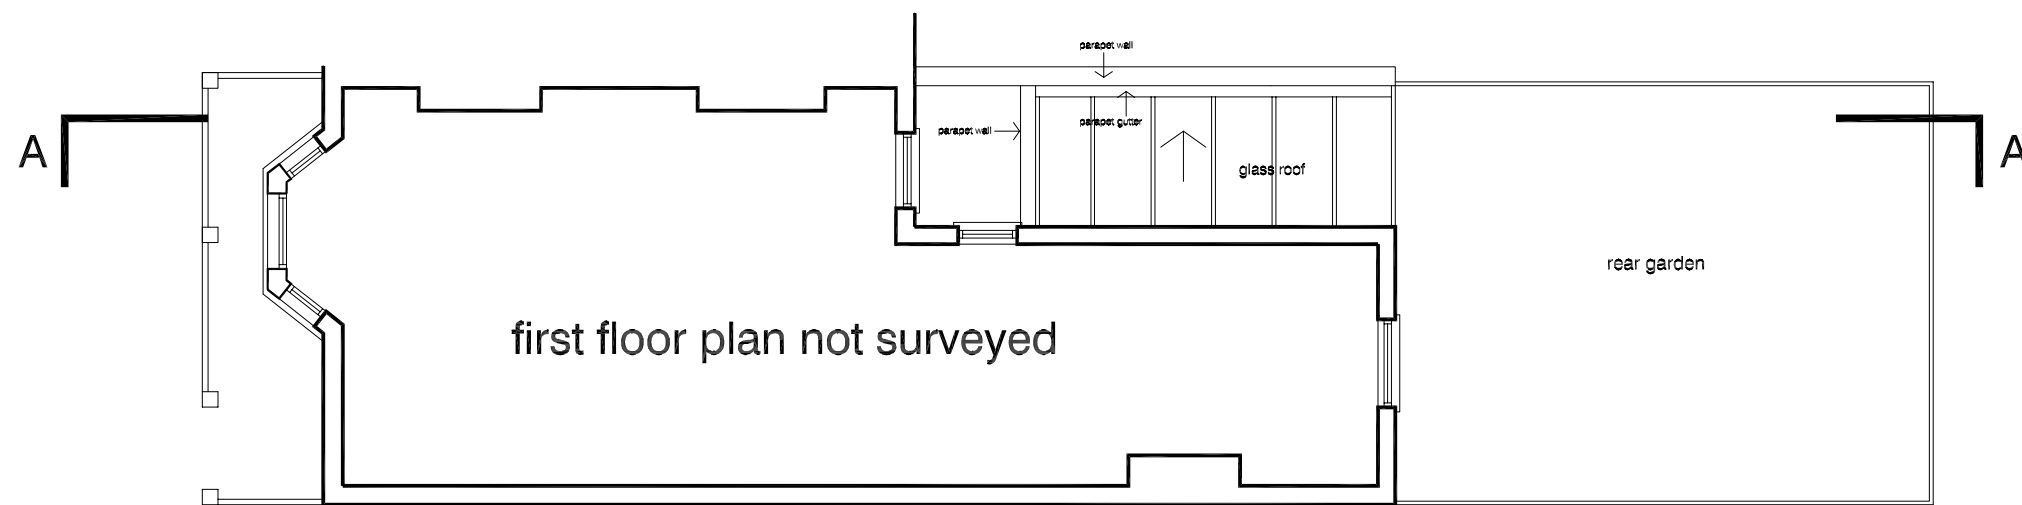 parapet wall
A
parapet wall
parapet gutter
A
glass roof
rear garden
first floor plan not surveyed